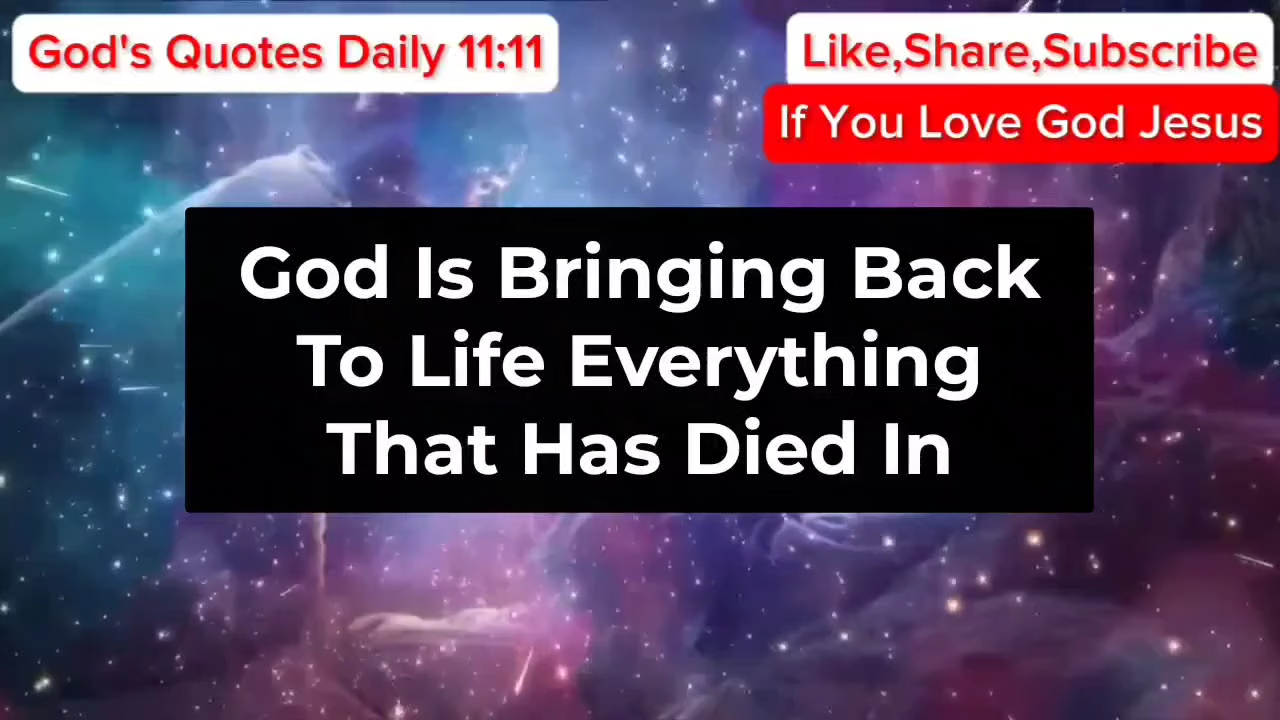 God's Quotes Daily 11:11
Like,Share,Subscribe
If You Love God Jesus
God Is Bringing Back
To Life Everything
That Has Died In